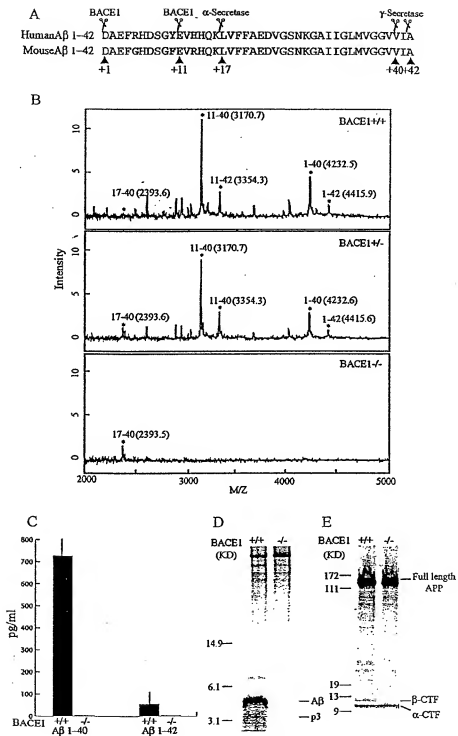 A
BACE1 BACE1 α-Secretase γ-Secretase
HumanAβ 1–42 DAEFRHDSGYEVHHQKLVFFAEDVGSNKGAIIGLMVGGVVIA
MouseAβ 1–42 DAEFGHDSGFEVRHQKLVFFAEDVGSNKGAIIGLMVGGVVIA
+1 +11 +17 +40 +42
B
11-40 (3170.7)
BACE1+/+
10
11-42 (3354.3)
1-40 (4232.5)
17-40 (2393.6)
5
1-42 (4415.9)
0
11-40 (3170.7)
BACE1+/-
10
Intensity
11-40(3354.3)
1-40 (4232.6)
17-40 (2393.6)
5
1-42 (4415.6)
0
BACE1-/-
10
5
17-40 (2393.5)
0
2000 3000 4000 5000
M/Z
C
pg/ml
800
700
600
500
400
300
200
100
0
BACE1 +/+ -/- +/+ -/-
Aβ 1–40 Aβ 1–42
D
BACE1 +/+ -/-
(KD)
14.9
6.1
Aβ
p3
3.1
E
BACE1 +/+ -/-
(KD)
172
111
Full length
APP
19
13
9
β-CTF
α-CTF